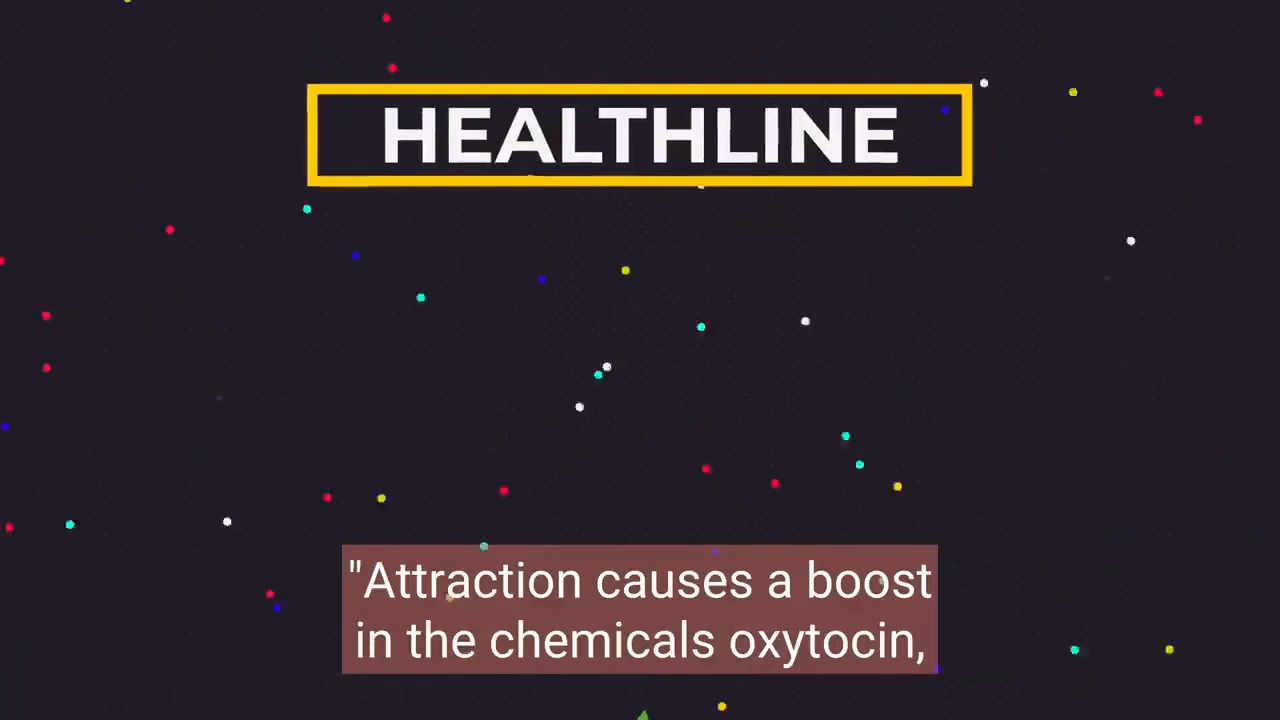 HEALTHLINE
"Attraction causes a boost
in the chemicals oxytocin,